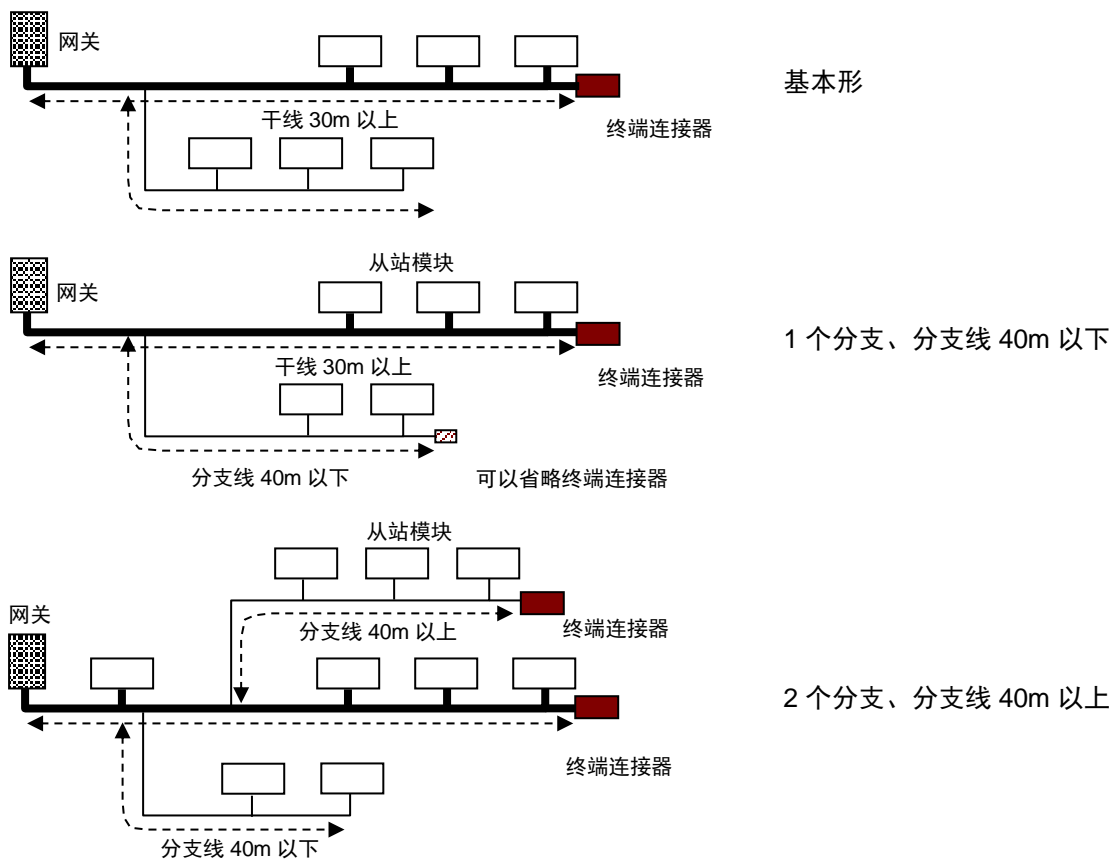 网关
基本形
干线 30m 以上
终端连接器
从站模块
网关
1 个分支、分支线 40m 以下
干线 30m 以上
终端连接器
分支线 40m 以下
可以省略终端连接器
从站模块
网关
分支线 40m 以上
终端连接器
2 个分支、分支线 40m 以上
终端连接器
分支线 40m 以下